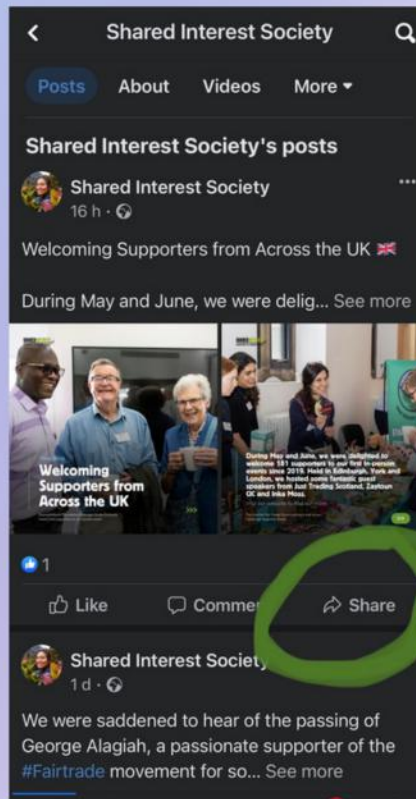 Shared Interest Society
Posts About Videos More
Shared Interest Society's posts
Shared Interest Society
16 h
Welcoming Supporters from Across the UK 🇬🇧
During May and June, we were delig... See more
Welcoming
Supporters from
Across the UK
>>>
During May and June, we were delighted to
welcome 151 supporters to our first in-person
events since 2019. Held in Edinburgh, York and
London, we hosted some fantastic guest
speakers from Just Trading Scotland, Zaytoun
CIC and Inka Moss.
1
Like Comme Share
Shared Interest Society
1 d
We were saddened to hear of the passing of
George Alagiah, a passionate supporter of the
#Fairtrade movement for so... See more